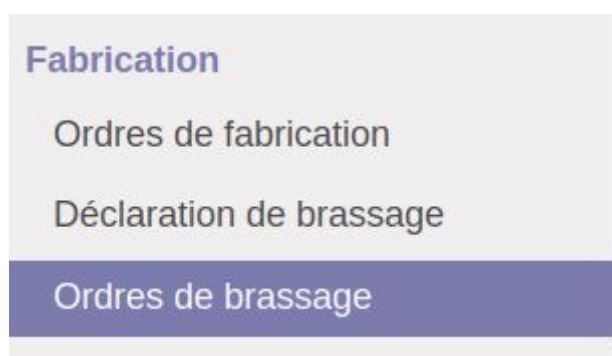 Fabrication
Ordres de fabrication
Déclaration de brassage
Ordres de brassage